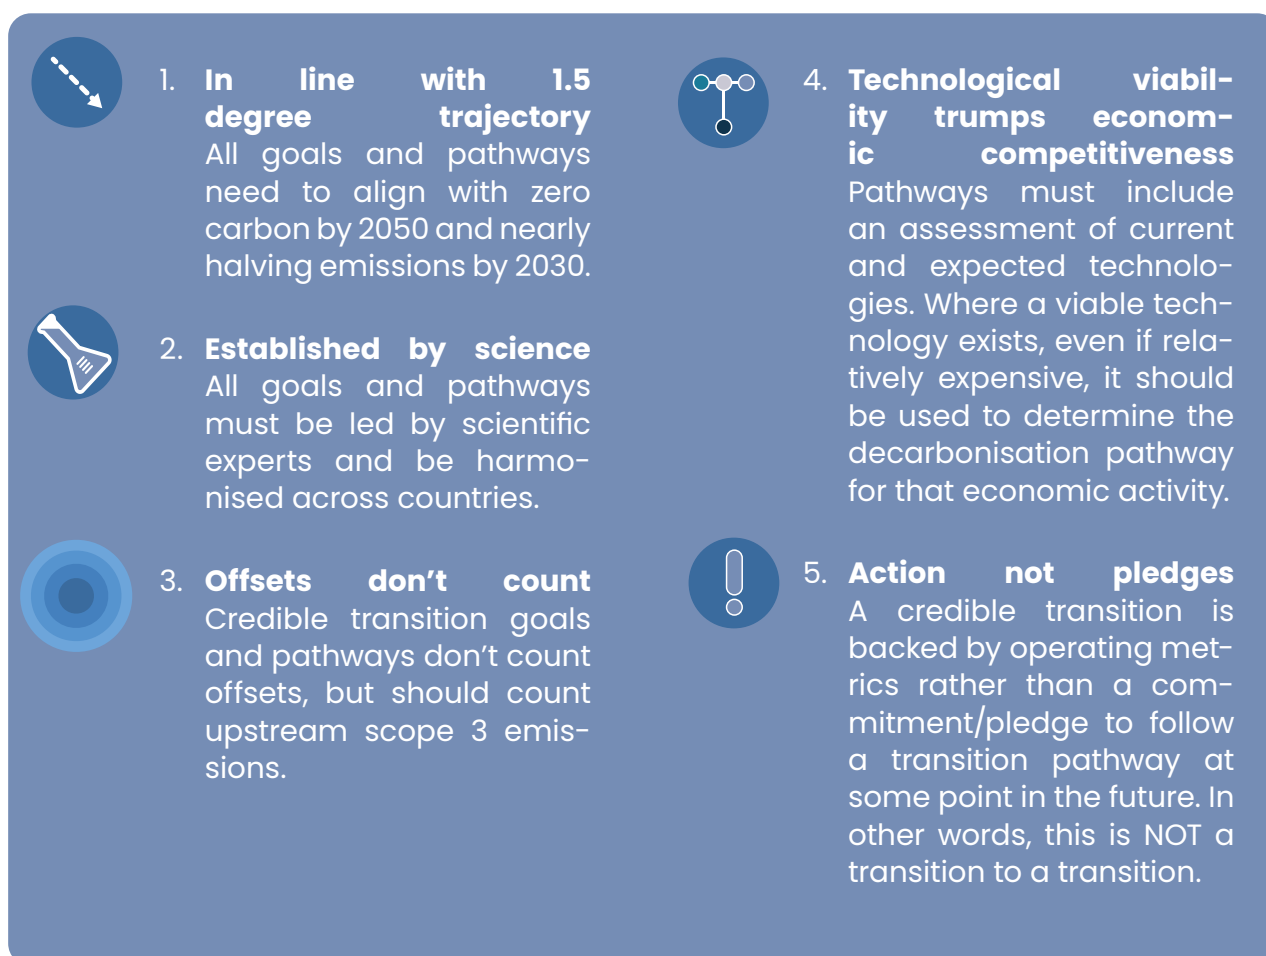 1. In line with 1.5
degree trajectory
All goals and pathways
need to align with zero
carbon by 2050 and nearly
halving emissions by 2030.
2. Established by science
All goals and pathways
must be led by scientific
experts and be harmo-
nised across countries.
3. Offsets don't count
Credible transition goals
and pathways don't count
offsets, but should count
upstream scope 3 emis-
sions.
4. Technological viabil-
ity trumps econom-
ic competitiveness
Pathways must include
an assessment of current
and expected technolo-
gies. Where a viable tech-
nology exists, even if rela-
tively expensive, it should
be used to determine the
decarbonisation pathway
for that economic activity.
5. Action not pledges
A credible transition is
backed by operating met-
rics rather than a com-
mitment/pledge to follow
a transition pathway at
some point in the future. In
other words, this is NOT a
transition to a transition.